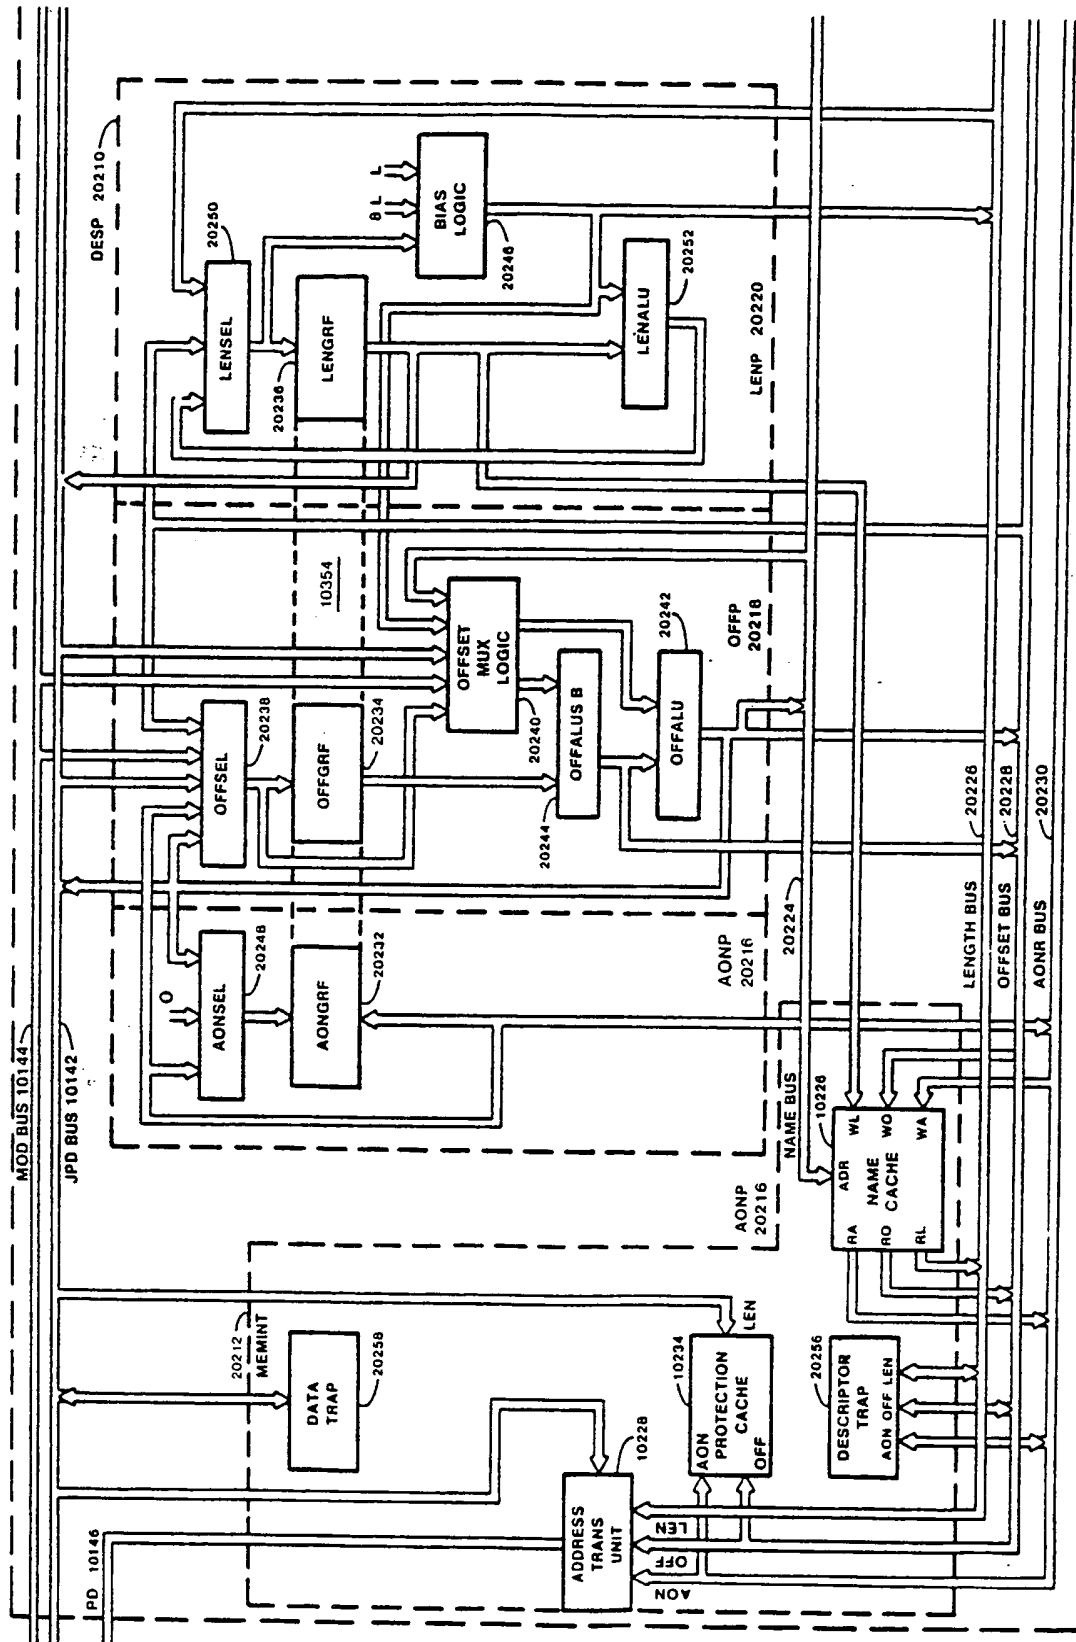 MOD BUS 10144
JPD BUS 10142
PD 10146
DESP 20210
20212
MEMINT
DATA
TRAP
20258
ADDRESS
TRANS
UNIT
10228
AON
OFF
LEN
10234
AON
PROTECTION
CACHE
OFF
LEN
20256
DESCRIPTOR
TRAP
AON OFF LEN
AONP
20216
NAME BUS
10226
ADR
NAME
CACHE
RA
RO
RL
WL
WO
WA
O
AONSEL
20248
AONGRF
20232
AONP
20216
20224
OFFSEL
20238
OFFGRF
20234
10354
OFFSET
MUX
LOGIC
20240
OFFALUS B
20244
OFFALU
20242
OFFP
20218
LENSEL
20250
20236
LENGRF
8 L
L
BIAS
LOGIC
20246
LENALU
20252
LENP 20220
LENGTH BUS
20226
OFFSET BUS
20228
AONR BUS
20230